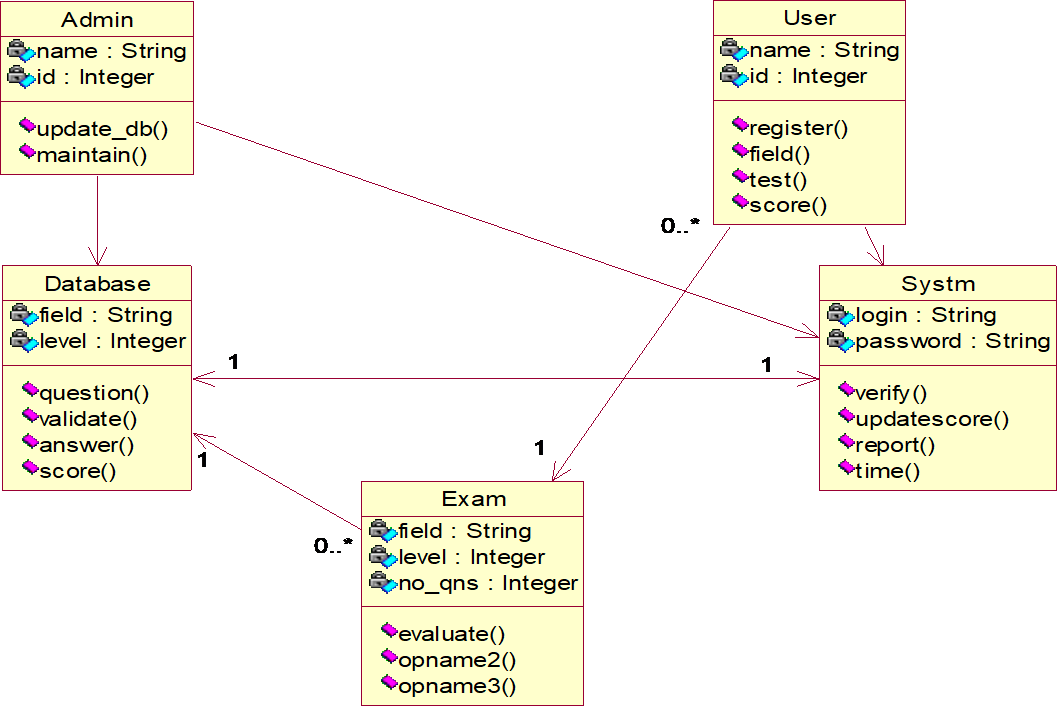 Admin
name : String
id : Integer
update_db()
maintain()
User
name : String
id : Integer
register()
field()
test()
score()
0..*
Database
field : String
level : Integer
question()
validate()
answer()
score()
Systm
login : String
password : String
verify()
updatescore()
report()
time()
1
1
1
1
0..*
Exam
field : String
level : Integer
no_qns : Integer
evaluate()
opname2()
opname3()